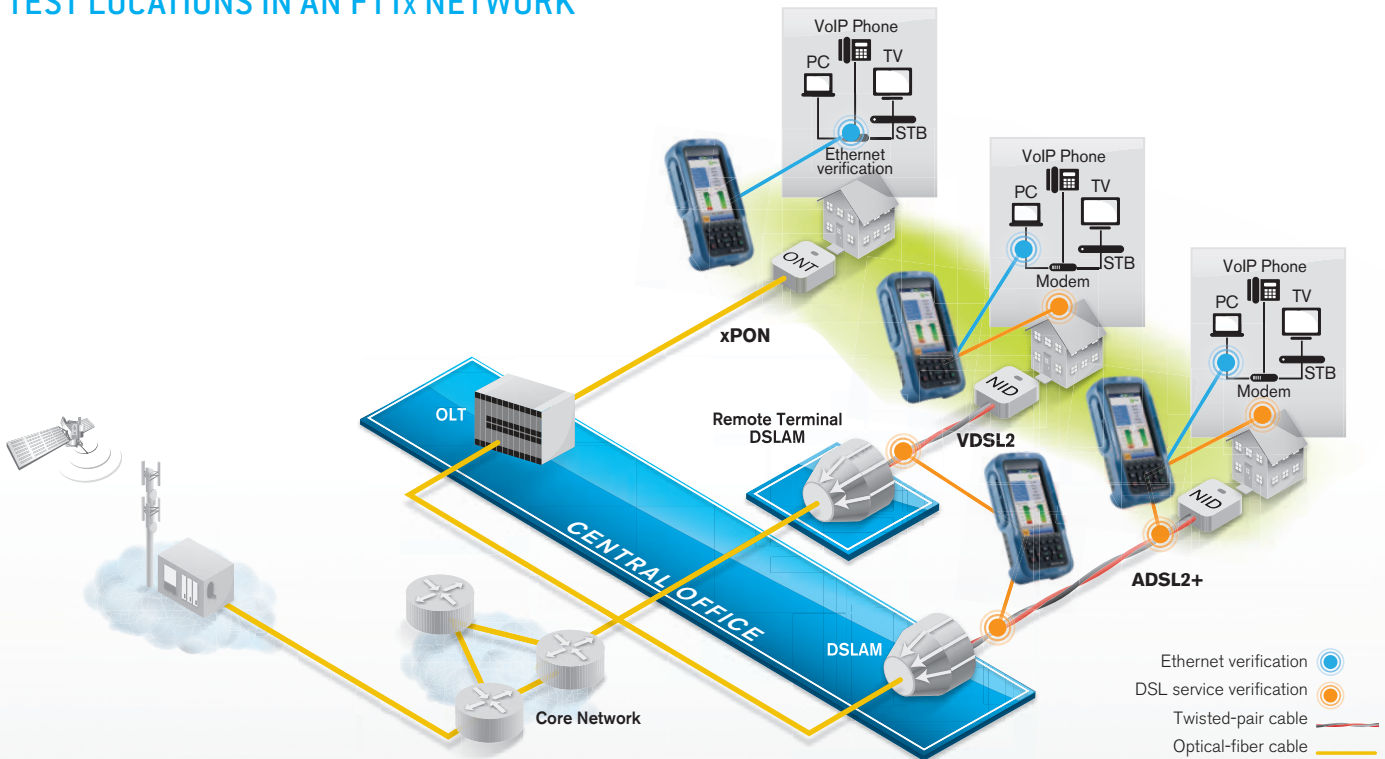 TEST LOCATIONS IN AN FTTx NETWORK
VoIP Phone
PC
TV
STB
Ethernet
verification
ONT
xPON
VoIP Phone
PC
TV
STB
Modem
NID
VDSL2
VoIP Phone
PC
TV
STB
Modem
NID
ADSL2+
OLT
Remote Terminal
DSLAM
CENTRAL OFFICE
DSLAM
Core Network
Ethernet verification
DSL service verification
Twisted-pair cable
Optical-fiber cable